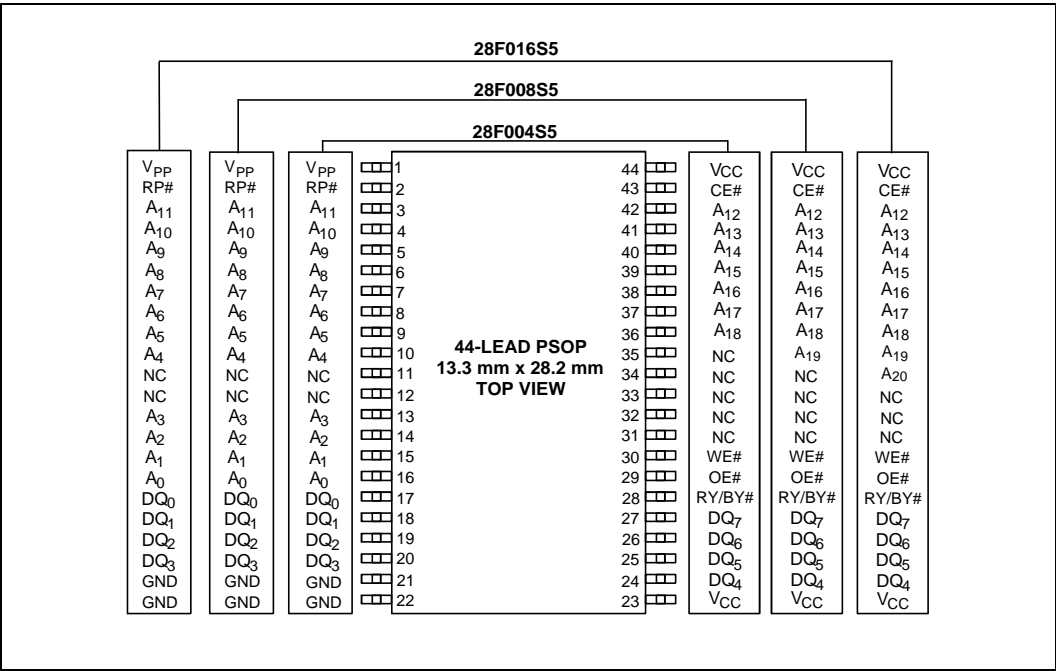 28F016S5
28F008S5
28F004S5
VPP VPP VPP 1 44 VCC VCC VCC
RP# RP# RP# 2 43 CE# CE# CE#
A11 A11 A11 3 42 A12 A12 A12
A10 A10 A10 4 41 A13 A13 A13
A9 A9 A9 5 40 A14 A14 A14
A8 A8 A8 6 39 A15 A15 A15
A7 A7 A7 7 38 A16 A16 A16
A6 A6 A6 8 37 A17 A17 A17
A5 A5 A5 9 36 A18 A18 A18
A4 A4 A4 10 44-LEAD PSOP 35 NC A19 A19
NC NC NC 11 13.3 mm x 28.2 mm 34 NC NC A20
NC NC NC 12 TOP VIEW 33 NC NC NC
A3 A3 A3 13 32 NC NC NC
A2 A2 A2 14 31 NC NC NC
A1 A1 A1 15 30 WE# WE# WE#
A0 A0 A0 16 29 OE# OE# OE#
DQ0 DQ0 DQ0 17 28 RY/BY# RY/BY# RY/BY#
DQ1 DQ1 DQ1 18 27 DQ7 DQ7 DQ7
DQ2 DQ2 DQ2 19 26 DQ6 DQ6 DQ6
DQ3 DQ3 DQ3 20 25 DQ5 DQ5 DQ5
GND GND GND 21 24 DQ4 DQ4 DQ4
GND GND GND 22 23 VCC VCC VCC